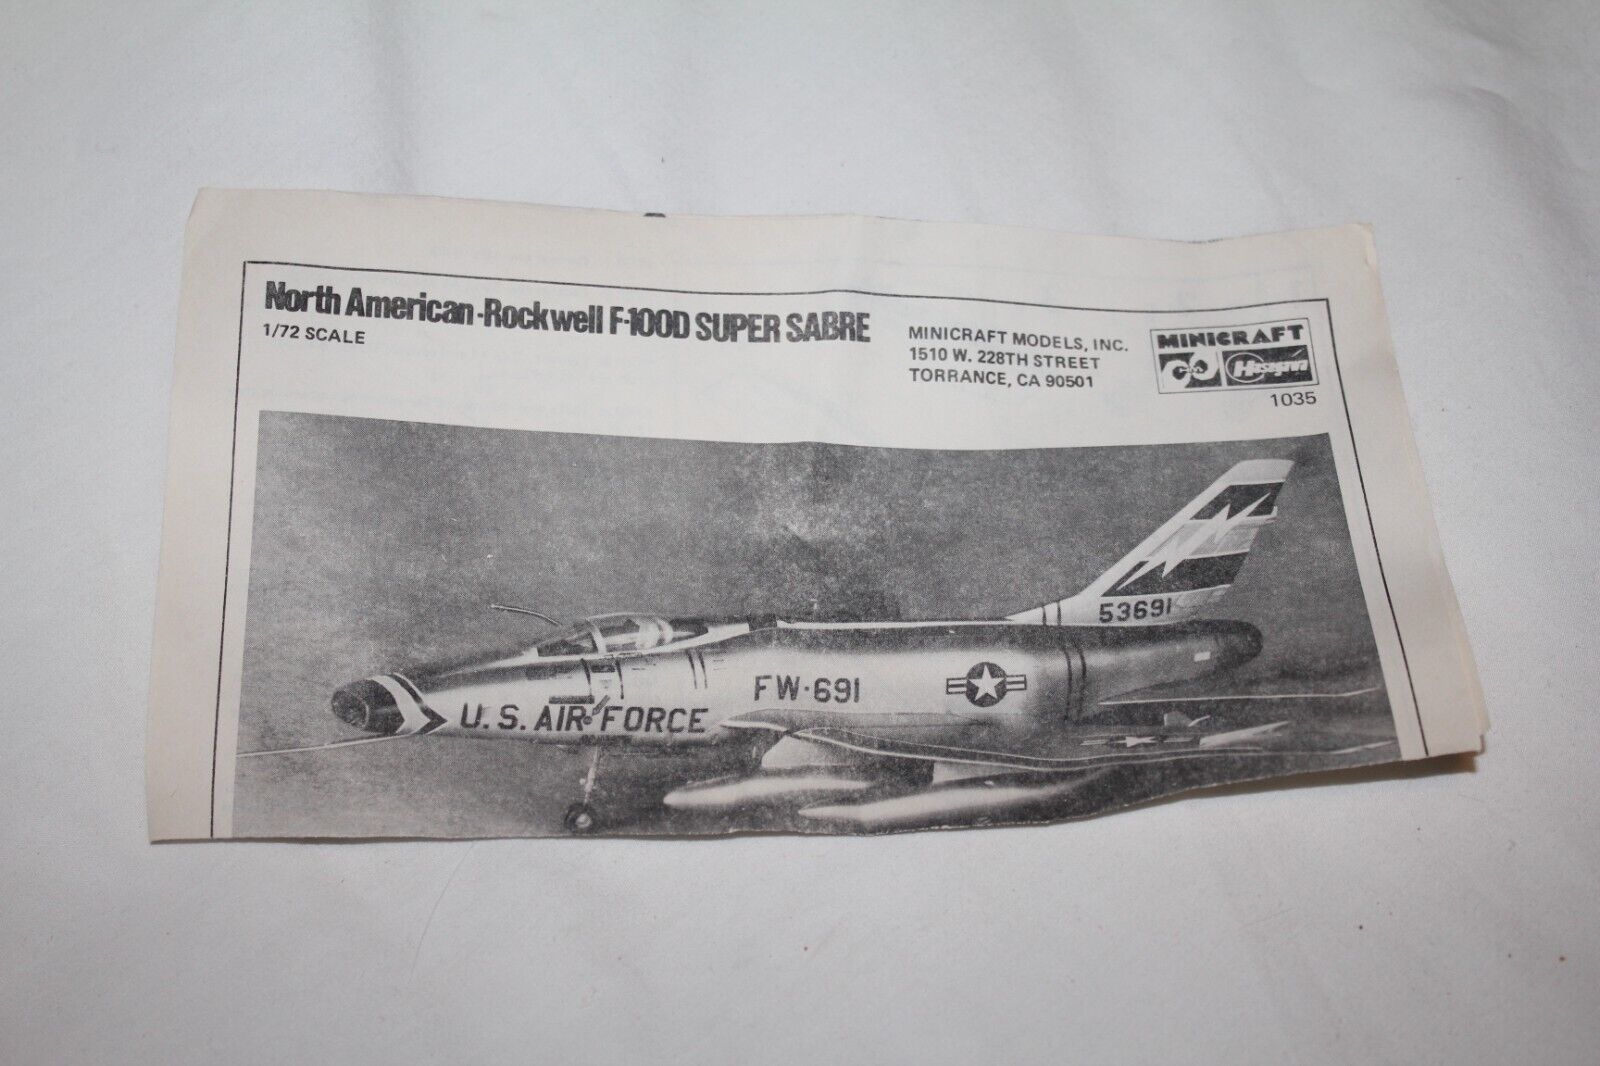 North American-Rockwell F-100D SUPER SABRE
1/72 SCALE
MINICRAFT MODELS, INC.
1510 W. 228TH STREET
TORRANCE, CA 90501
MINICRAFT
Hasegawa
1035
53691
FW-691
U.S. AIR FORCE